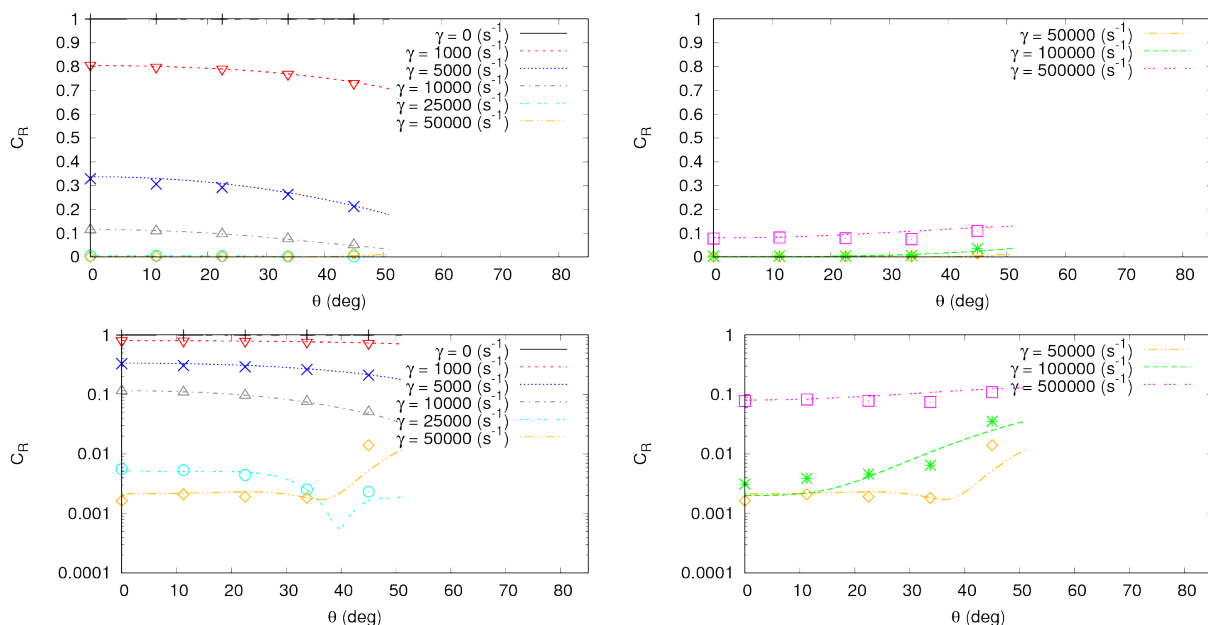 1
0.9
0.8
0.7
0.6
0.5
0.4
0.3
0.2
0.1
0
C_R
0 10 20 30 40 50 60 70 80
θ (deg)
γ = 0 (s^-1)
γ = 1000 (s^-1)
γ = 5000 (s^-1)
γ = 10000 (s^-1)
γ = 25000 (s^-1)
γ = 50000 (s^-1)
1
0.9
0.8
0.7
0.6
0.5
0.4
0.3
0.2
0.1
0
C_R
0 10 20 30 40 50 60 70 80
θ (deg)
γ = 50000 (s^-1)
γ = 100000 (s^-1)
γ = 500000 (s^-1)
1
0.1
0.01
0.001
0.0001
C_R
0 10 20 30 40 50 60 70 80
θ (deg)
γ = 0 (s^-1)
γ = 1000 (s^-1)
γ = 5000 (s^-1)
γ = 10000 (s^-1)
γ = 25000 (s^-1)
γ = 50000 (s^-1)
1
0.1
0.01
0.001
0.0001
C_R
0 10 20 30 40 50 60 70 80
θ (deg)
γ = 50000 (s^-1)
γ = 100000 (s^-1)
γ = 500000 (s^-1)